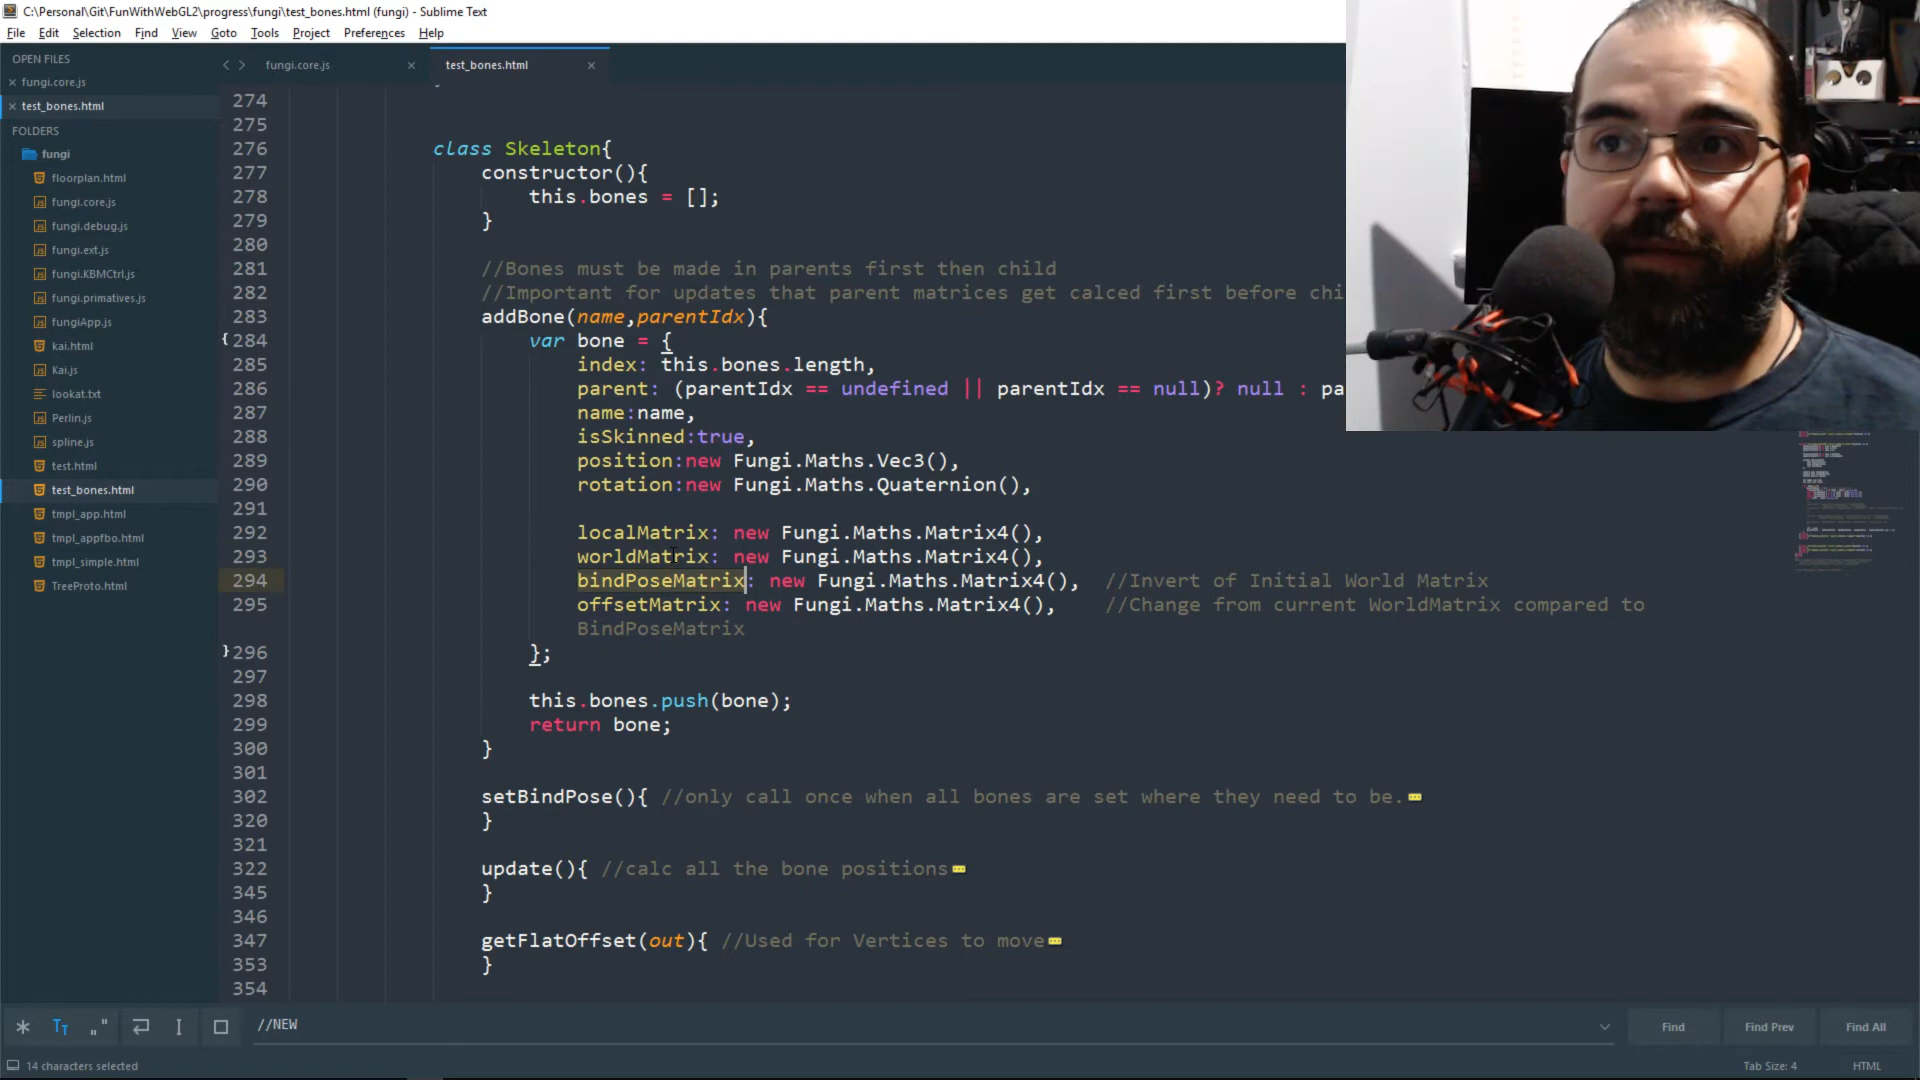 C:\Personal\Git\FunWithWebGL2\progress\fungi\test_bones.html (fungi) - Sublime Text
File Edit Selection Find View Goto Tools Project Preferences Help
OPEN FILES
fungi.core.js
test_bones.html
FOLDERS
fungi
floorplan.html
fungi.core.js
fungi.debug.js
fungi.ext.js
fungi.KBMCtrl.js
fungi.primatives.js
fungiApp.js
kai.html
Kai.js
lookat.txt
Perlin.js
spline.js
test.html
test_bones.html
tmpl_app.html
tmpl_appfbo.html
tmpl_simple.html
TreeProto.html
fungi.core.js
test_bones.html
274
275
276 class Skeleton{
277 constructor(){
278 this.bones = [];
279 }
280
281 //Bones must be made in parents first then child
282 //Important for updates that parent matrices get calced first before chi
283 addBone(name,parentIdx){
284 var bone = {
285 index: this.bones.length,
286 parent: (parentIdx == undefined || parentIdx == null)? null : pa
287 name:name,
288 isSkinned:true,
289 position:new Fungi.Maths.Vec3(),
290 rotation:new Fungi.Maths.Quaternion(),
291
292 localMatrix: new Fungi.Maths.Matrix4(),
293 worldMatrix: new Fungi.Maths.Matrix4(),
294 bindPoseMatrix: new Fungi.Maths.Matrix4(), //Invert of Initial World Matrix
295 offsetMatrix: new Fungi.Maths.Matrix4(), //Change from current WorldMatrix compared to
BindPoseMatrix
296 };
297
298 this.bones.push(bone);
299 return bone;
300 }
301
302 setBindPose(){ //only call once when all bones are set where they need to be.
320 }
321
322 update(){ //calc all the bone positions
345 }
346
347 getFlatOffset(out){ //Used for Vertices to move
353 }
354
//NEW
Find
Find Prev
Find All
14 characters selected
Tab Size: 4
HTML